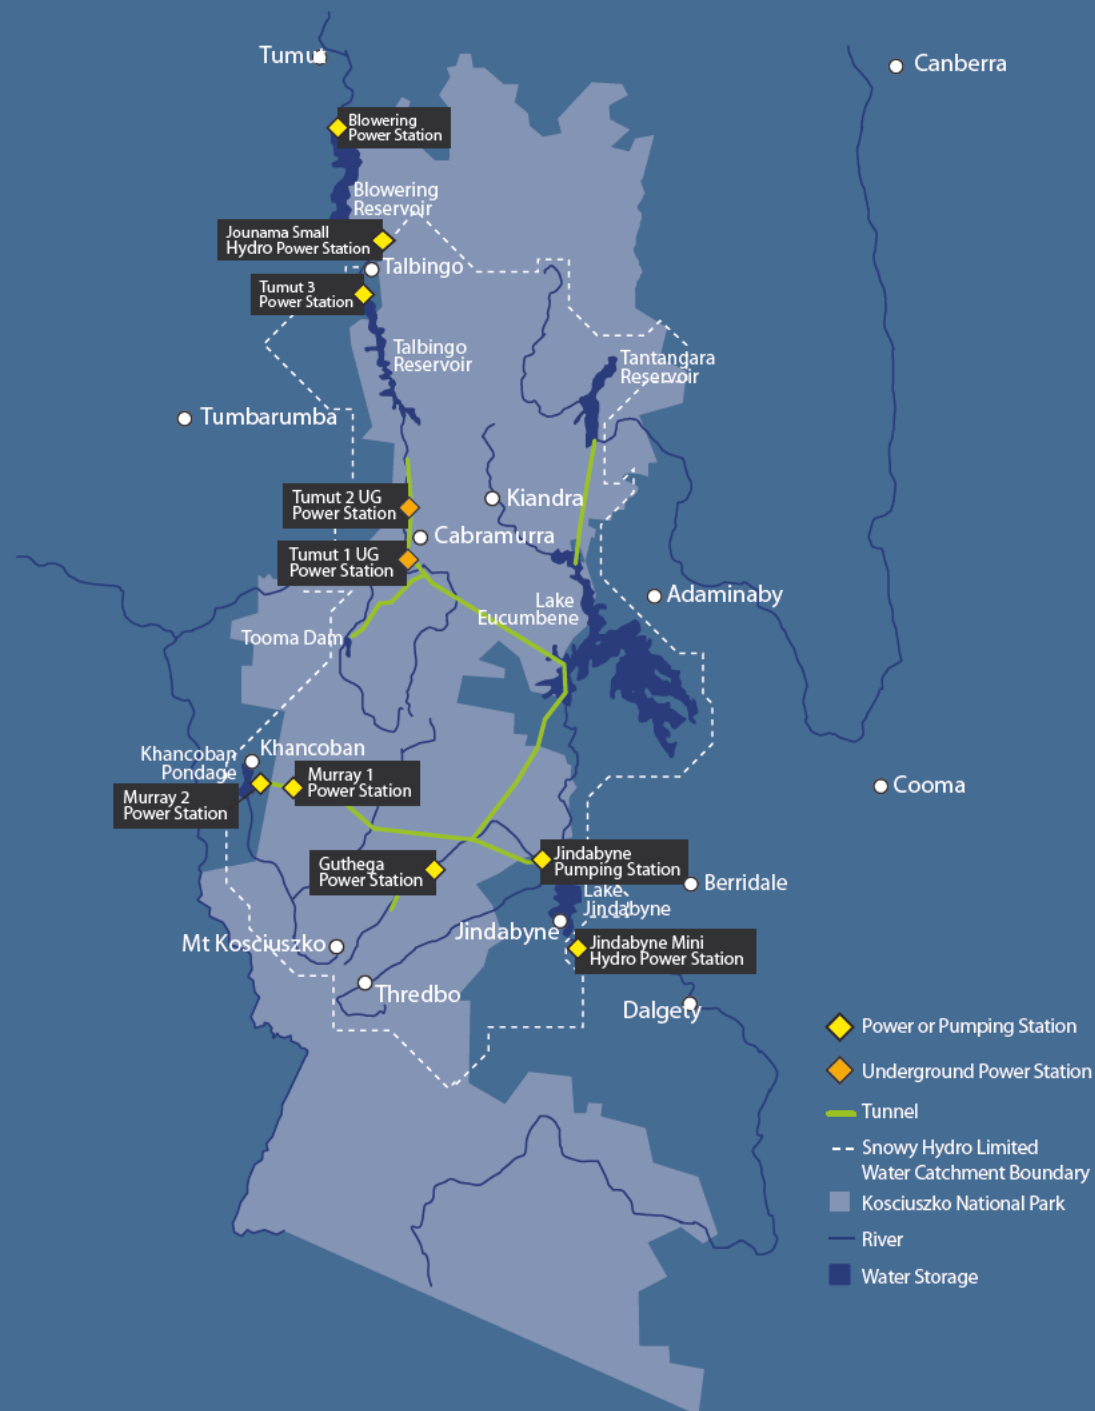 Tumut
Canberra
Blowering
Power Station
Blowering
Reservoir
Jounama Small
Hydro Power Station
Talbingo
Tumut 3
Power Station
Talbingo
Reservoir
Tantangara
Reservoir
Tumbarumba
Tumut 2 UG
Power Station
Kiandra
Cabramurra
Tumut 1 UG
Power Station
Lake
Eucumbene
Adaminaby
Tooma Dam
Khancoban
Pondage
Khancoban
Murray 1
Power Station
Murray 2
Power Station
Cooma
Guthega
Power Station
Jindabyne
Pumping Station
Berridale
Lake
Jindabyne
Jindabyne
Mt Kosciuszko
Jindabyne Mini
Hydro Power Station
Thredbo
Dalgety
Power or Pumping Station
Underground Power Station
Tunnel
Snowy Hydro Limited
Water Catchment Boundary
Kosciuszko National Park
River
Water Storage